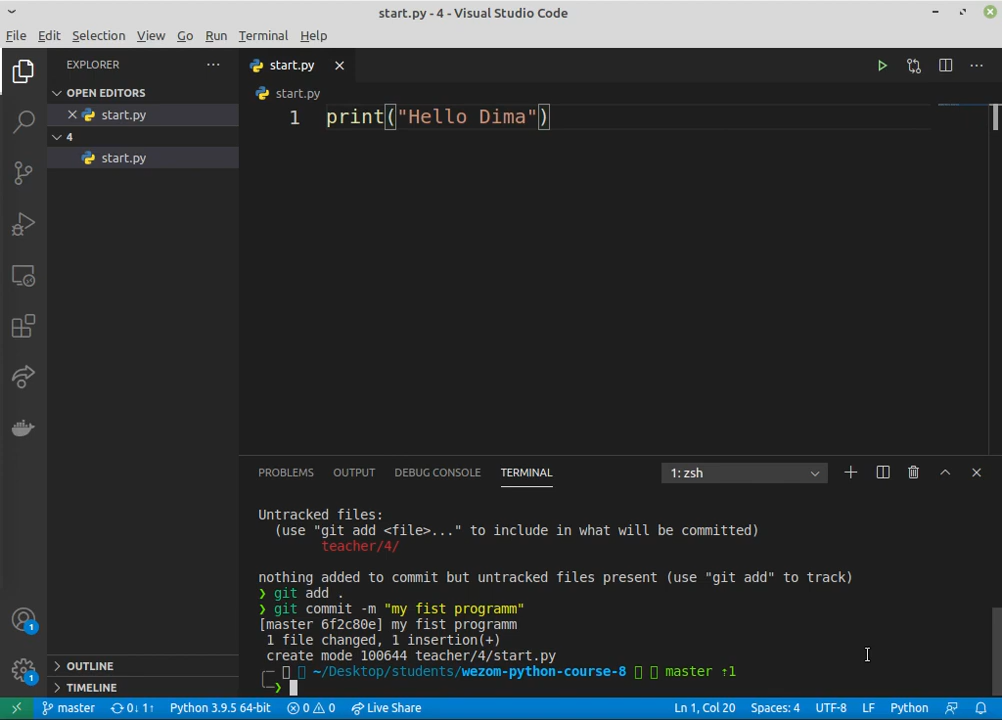 start.py - 4 - Visual Studio Code
File Edit Selection View Go Run Terminal Help
EXPLORER
start.py
OPEN EDITORS
start.py
start.py
1 print("Hello Dima")
4
start.py
PROBLEMS OUTPUT DEBUG CONSOLE TERMINAL 1: zsh
Untracked files:
(use "git add <file>..." to include in what will be committed)
teacher/4/
nothing added to commit but untracked files present (use "git add" to track)
❯ git add .
❯ git commit -m "my fist programm"
[master 6f2c80e] my fist programm
1 file changed, 1 insertion(+)
create mode 100644 teacher/4/start.py
~/Desktop/students/wezom-python-course-8 master ⇡1
1
OUTLINE
1
TIMELINE
master 0↓ 1↑ Python 3.9.5 64-bit 0 0 Live Share Ln 1, Col 20 Spaces: 4 UTF-8 LF Python